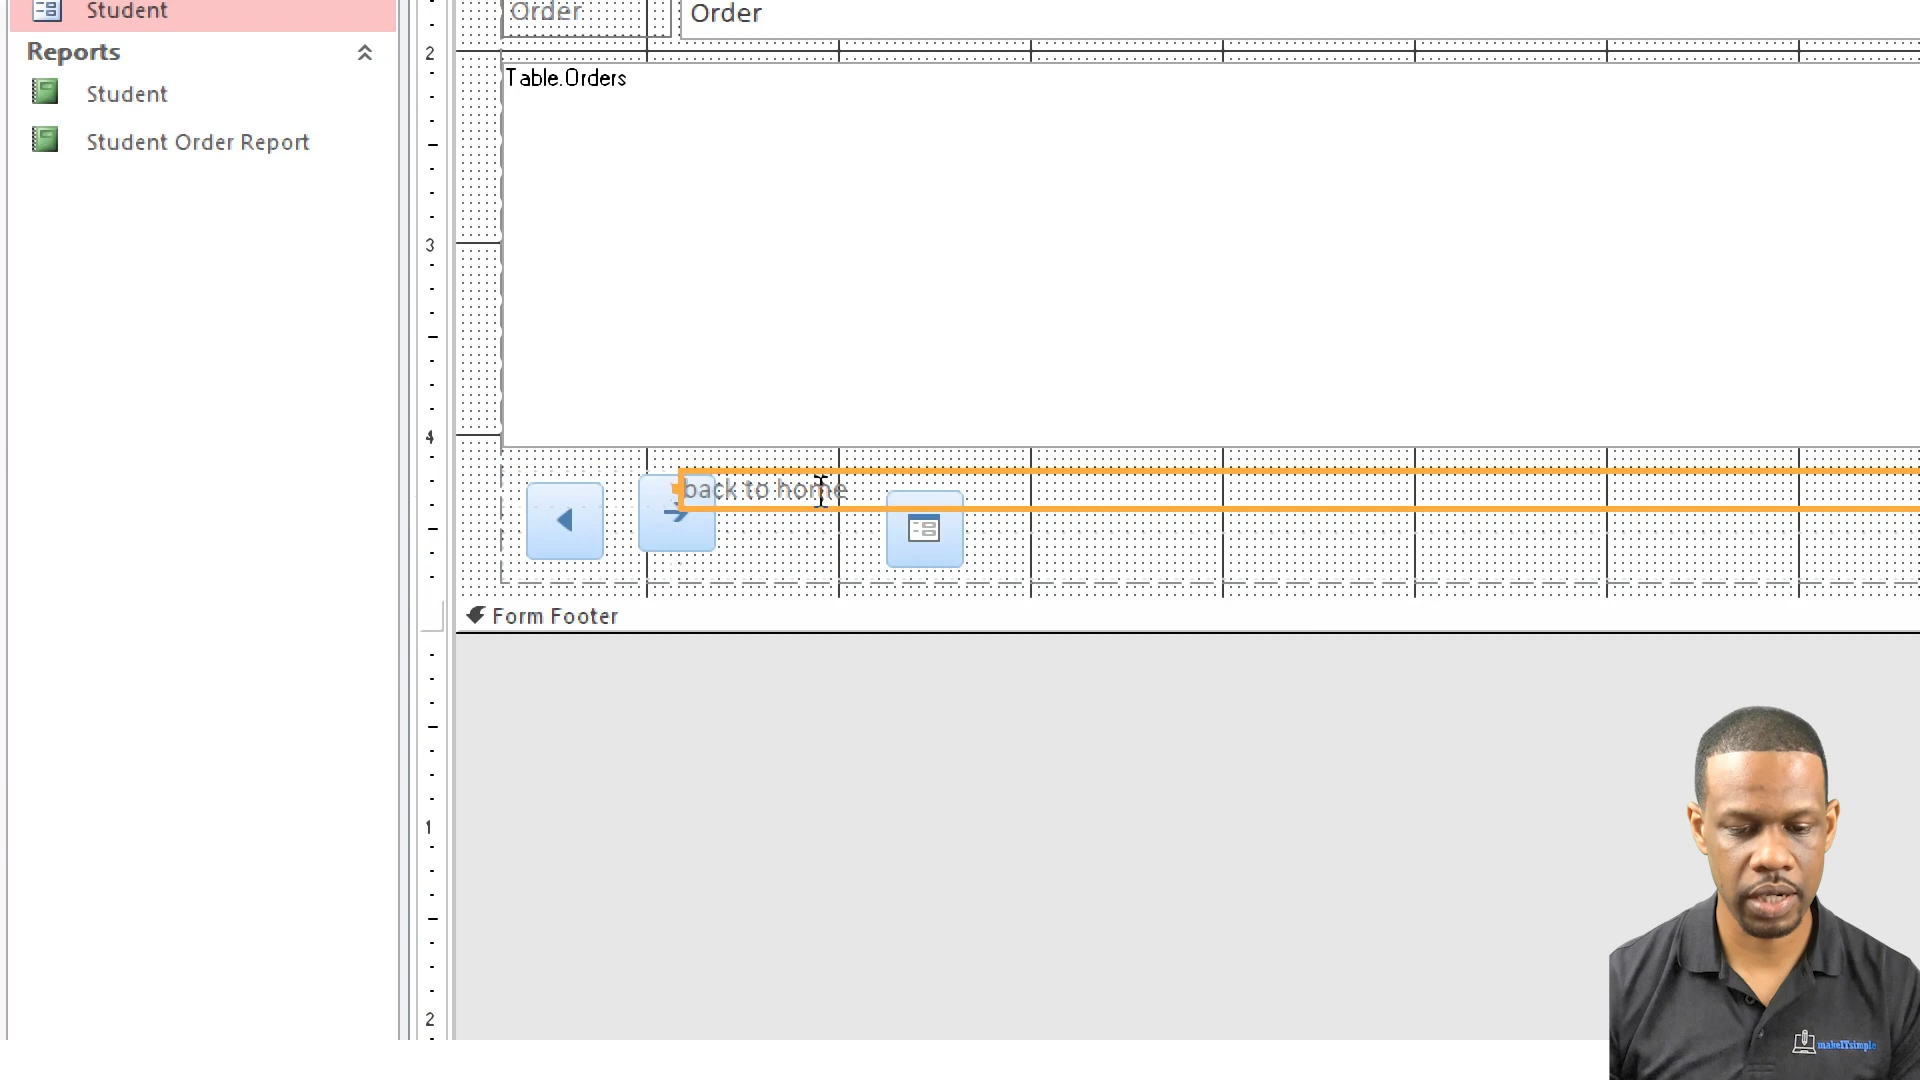 Student
Reports
Student
Student Order Report
Order
Order
2
Table.Orders
3
4
back to home
Form Footer
1
2
makeITsimple